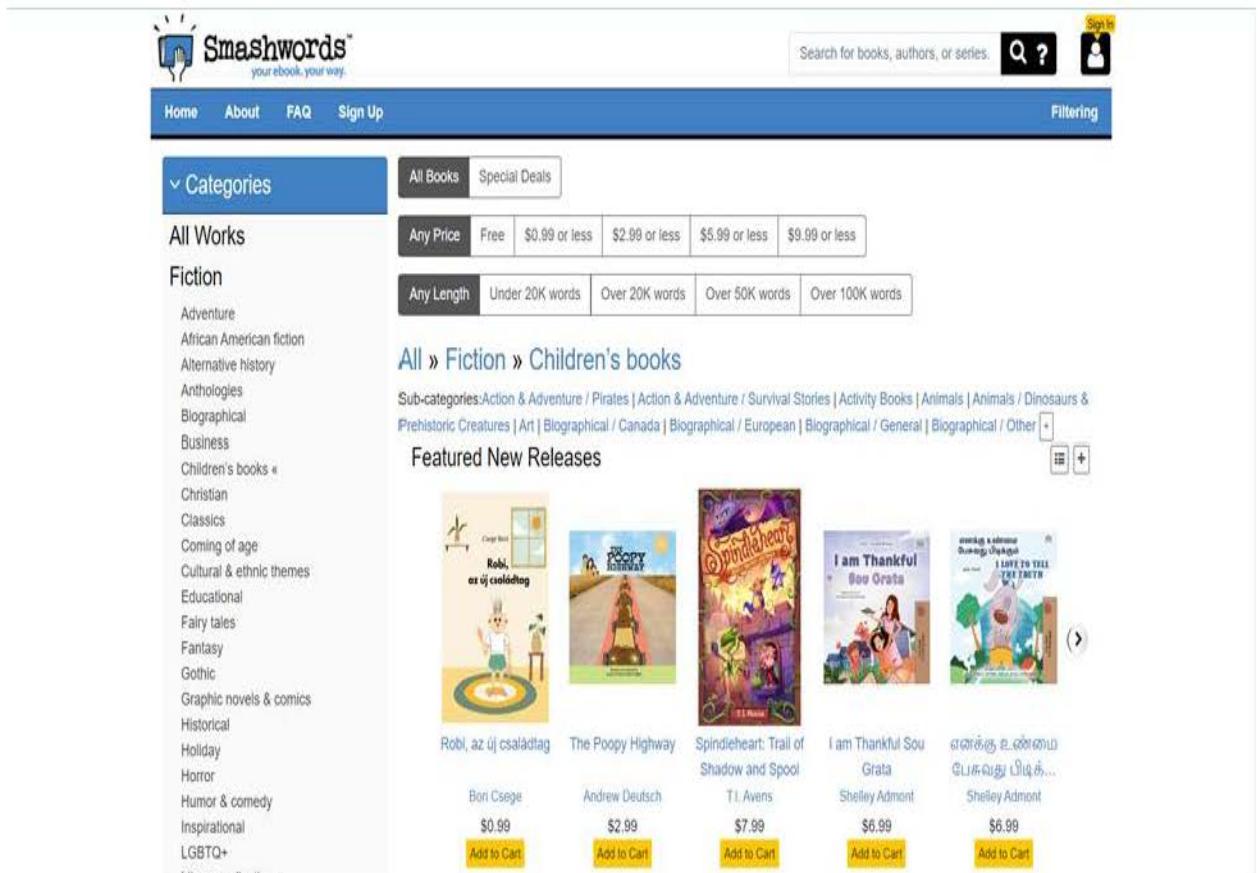 Sign In
Smashwords™
your ebook. your way.
Search for books, authors, or series.
?
Home About FAQ Sign Up Filtering
Categories
All Works
Fiction
Adventure
African American fiction
Alternative history
Anthologies
Biographical
Business
Children's books «
Christian
Classics
Coming of age
Cultural & ethnic themes
Educational
Fairy tales
Fantasy
Gothic
Graphic novels & comics
Historical
Holiday
Horror
Humor & comedy
Inspirational
LGBTQ+
All Books Special Deals
Any Price Free $0.99 or less $2.99 or less $5.99 or less $9.99 or less
Any Length Under 20K words Over 20K words Over 50K words Over 100K words
All » Fiction » Children's books
Sub-categories:Action & Adventure / Pirates | Action & Adventure / Survival Stories | Activity Books | Animals | Animals / Dinosaurs &
Prehistoric Creatures | Art | Biographical / Canada | Biographical / European | Biographical / General | Biographical / Other +
Featured New Releases
Robi,
az új családtag
THE
POOPY
HIGHWAY
Spindleheart
I am Thankful
Sou Grata
எனக்கு உண்மை
பேசுவது பிடிக்கும்
I LOVE TO TELL
THE TRUTH
Robi, az új családtag The Poopy Highway Spindleheart: Trail of I am Thankful Sou எனக்கு உண்மை
Shadow and Spool Grata பேசுவது பிடிக்...
Bori Csege Andrew Deutsch T.I. Avens Shelley Admont Shelley Admont
$0.99 $2.99 $7.99 $6.99 $6.99
Add to Cart Add to Cart Add to Cart Add to Cart Add to Cart